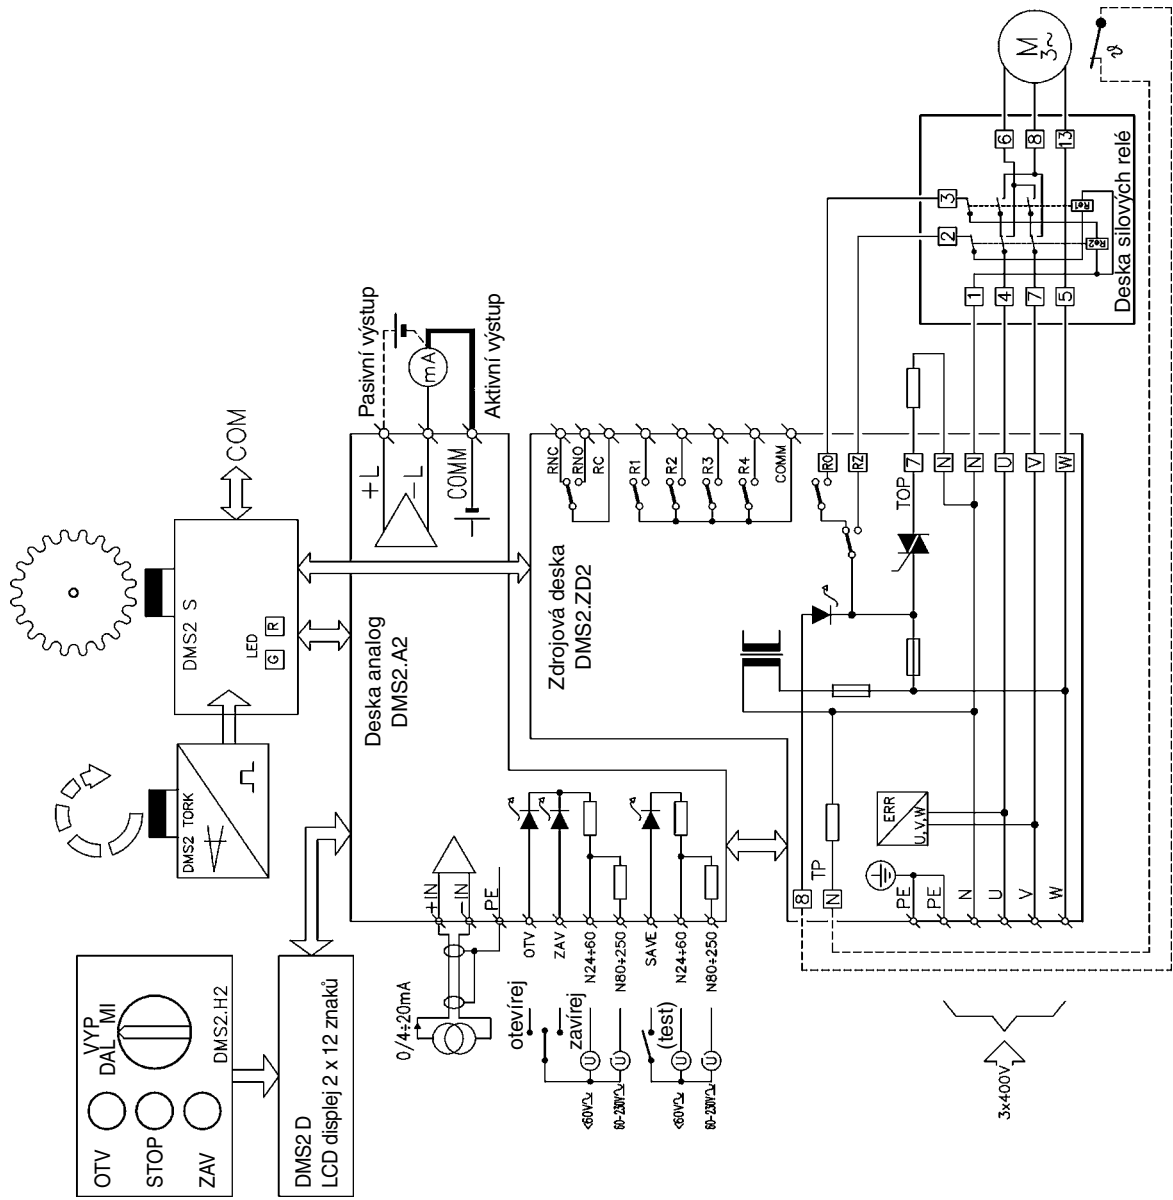 OTV
STOP
ZAV
VYP
DAL
MI
DMS2.H2
DMS2 D
LCD displej 2 x 12 znaků
DMS2 TORK
DMS2 S
LED
G
R
COM
Deska analog
DMS2.A2
+IN
-IN
PE
OTV
ZAV
N24÷60
N80÷250
SAVE
N24÷60
N80÷250
0/4÷20mA
otevírej
zavírej
U
<60V
U
60-230V
(test)
U
<60V
U
60-230V
+L
-L
COMM
mA
Pasivní výstup
Aktivní výstup
Zdrojová deska
DMS2.ZD2
RNC
RNO
RC
R1
R2
R3
R4
COMM
RO
RZ
TOP
7
N
N
U
V
W
8
TP
N
ERR
U,V,W
PE
PE
N
U
V
W
3x400V
Deska silových relé
1
4
7
5
2
3
6
8
13
Re1
Re2
M
3~
ϑ